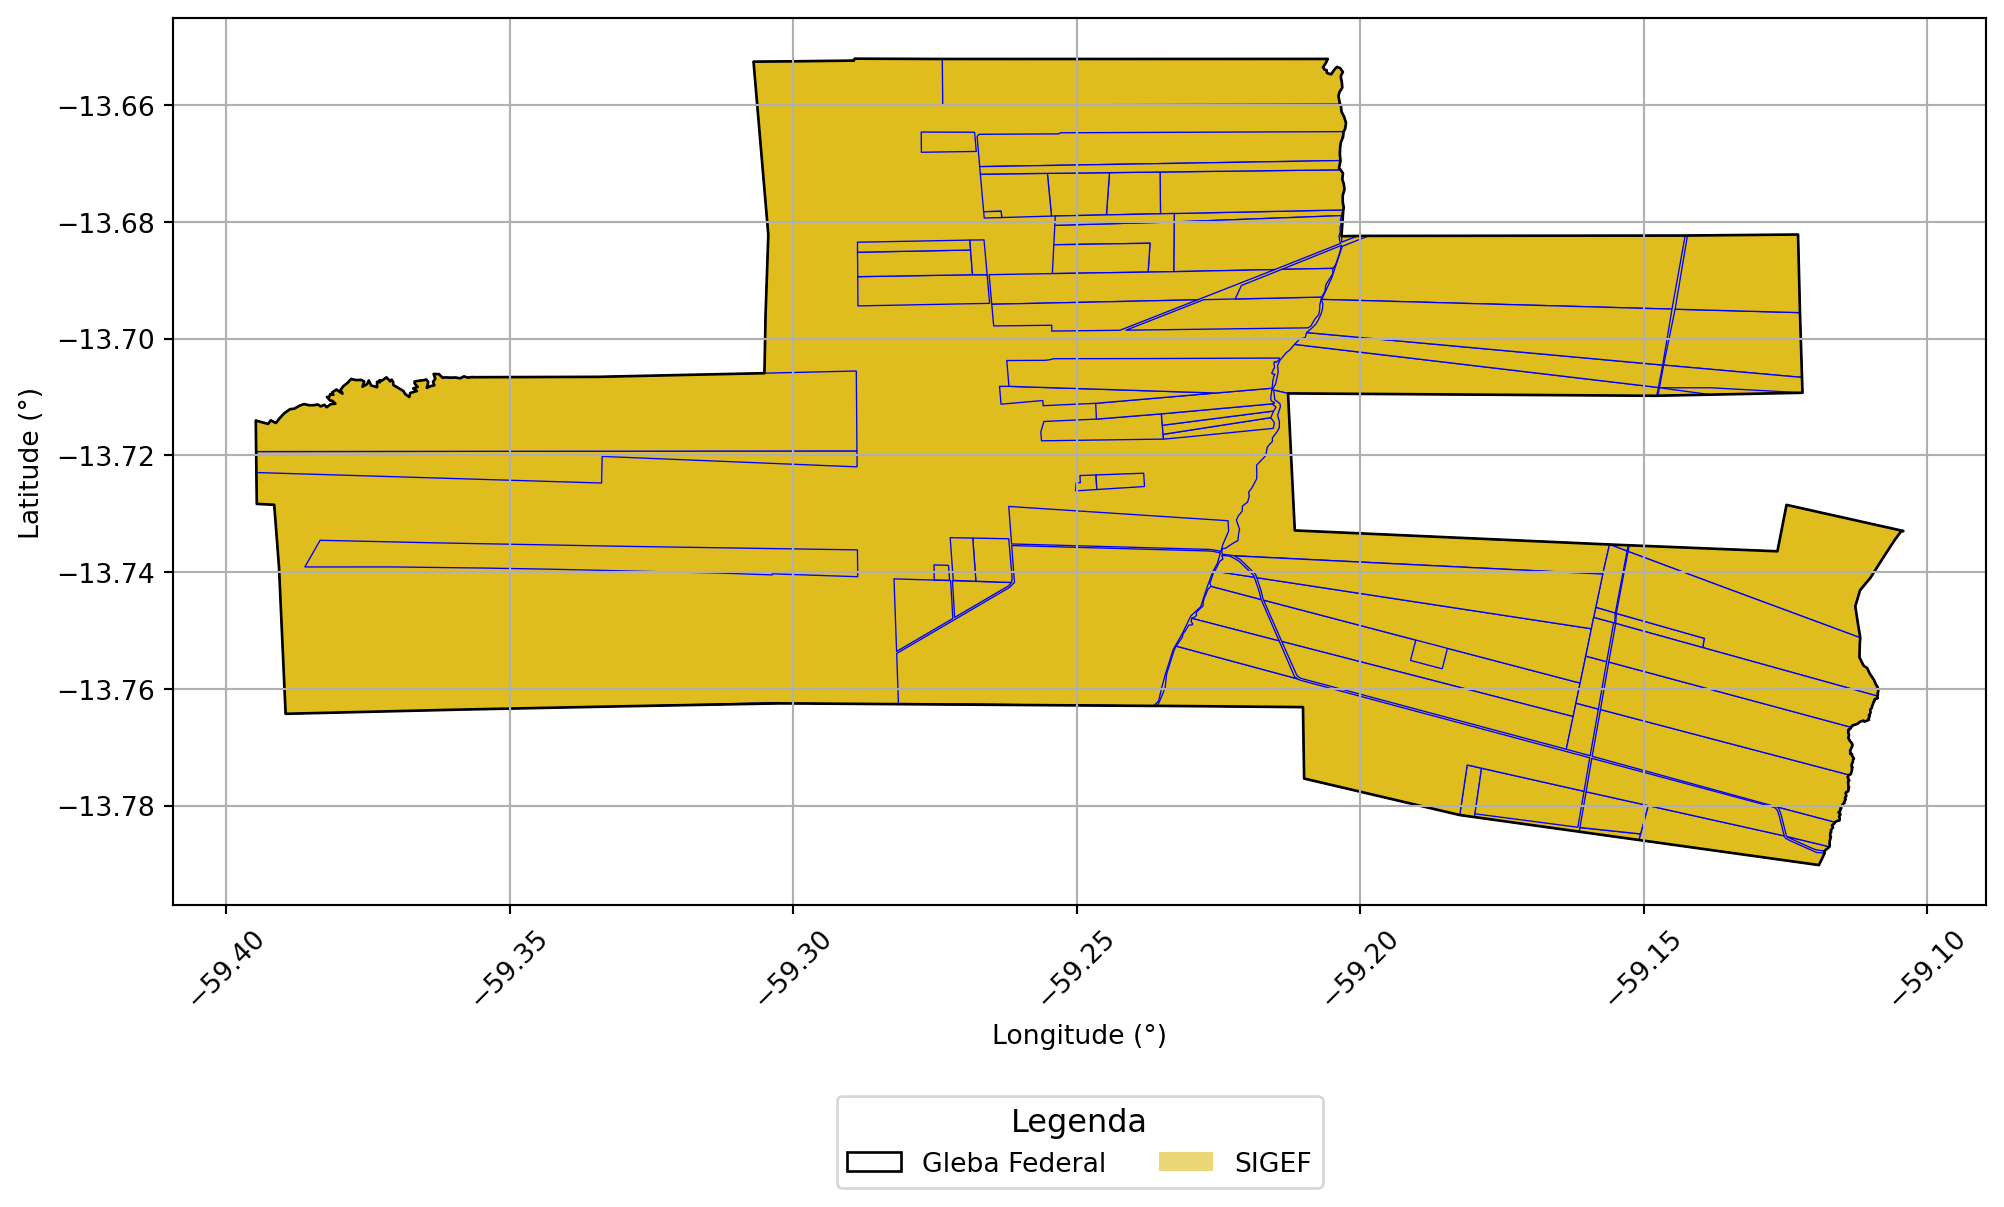 −13.66
−13.68
−13.70
−13.72
−13.74
−13.76
−13.78
Latitude (°)
−59.40 −59.35 −59.30 −59.25 −59.20 −59.15 −59.10
Longitude (°)
Legenda
Gleba Federal SIGEF